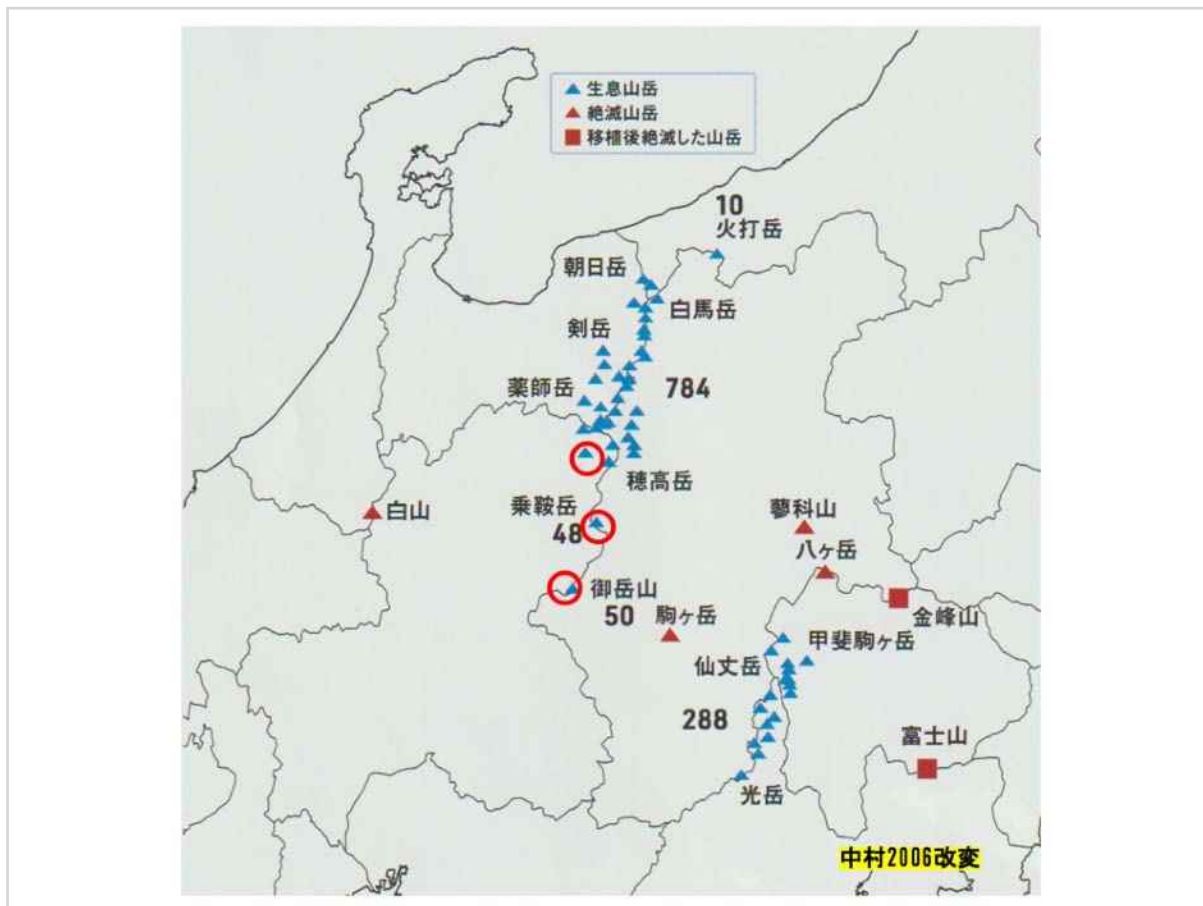 生息山岳
絶滅山岳
移植後絶滅した山岳
10
火打岳
朝日岳
白馬岳
剣岳
薬師岳
784
穂高岳
乗鞍岳
48
白山
蓼科山
八ヶ岳
御岳山
50
駒ヶ岳
金峰山
甲斐駒ヶ岳
仙丈岳
288
富士山
光岳
中村2006改変